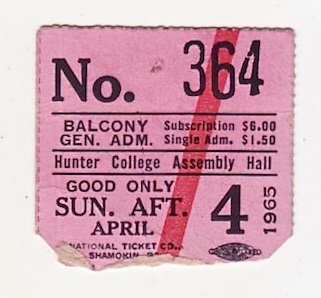 No. 364
BALCONY Subscription $6.00
GEN. ADM. Single Adm. $1.50
Hunter College Assembly Hall
GOOD ONLY
SUN. AFT. 4 1965
APRIL
NATIONAL TICKET CO.,
SHAMOKIN,